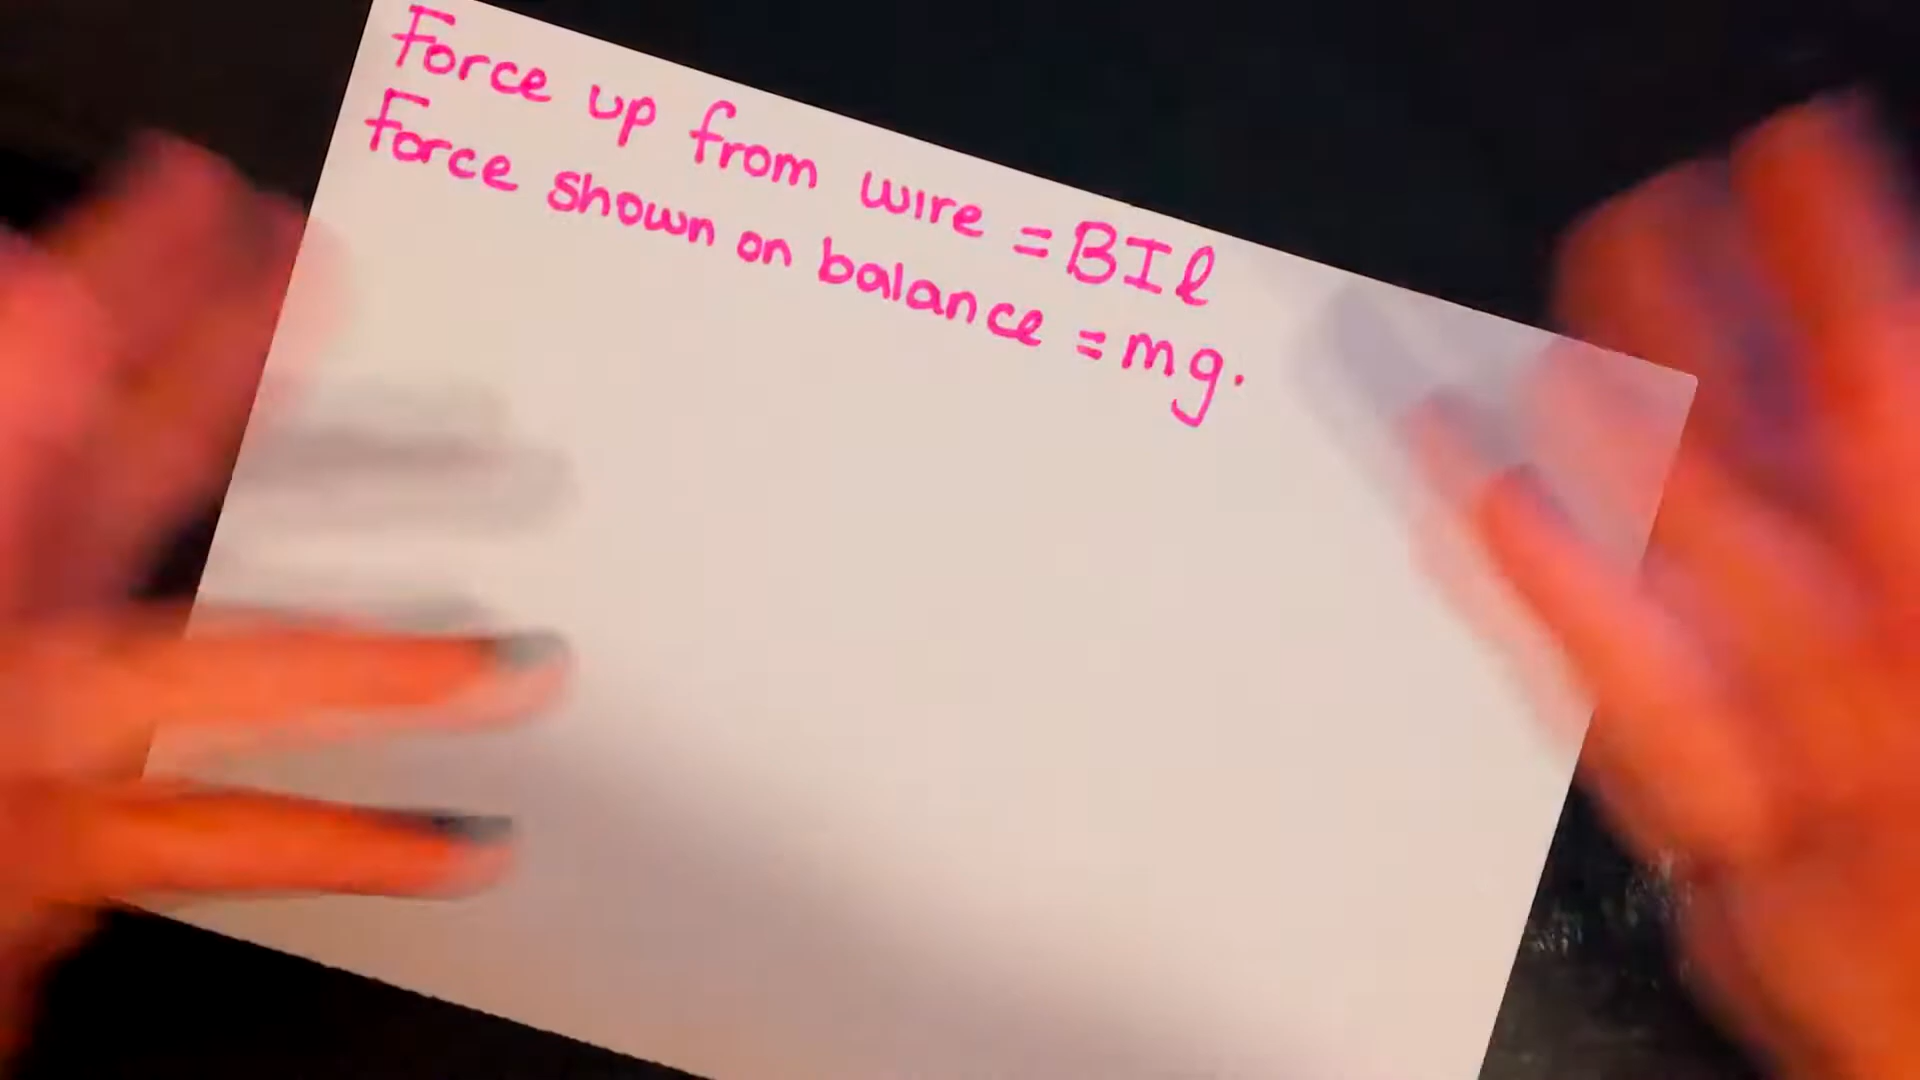 Force up from wire = BIl
Force shown on balance = mg.